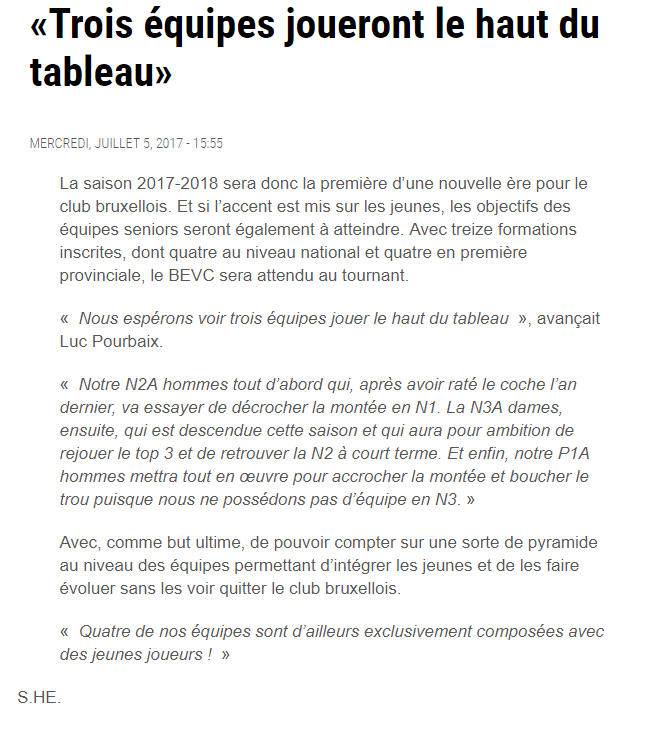 «Trois équipes joueront le haut du
tableau»
MERCREDI, JUILLET 5, 2017 - 15:55
La saison 2017-2018 sera donc la première d’une nouvelle ère pour le
club bruxellois. Et si l’accent est mis sur les jeunes, les objectifs des
équipes seniors seront également à atteindre. Avec treize formations
inscrites, dont quatre au niveau national et quatre en première
provinciale, le BEVC sera attendu au tournant.
« Nous espérons voir trois équipes jouer le haut du tableau », avançait
Luc Pourbaix.
« Notre N2A hommes tout d’abord qui, après avoir raté le coche l’an
dernier, va essayer de décrocher la montée en N1. La N3A dames,
ensuite, qui est descendue cette saison et qui aura pour ambition de
rejouer le top 3 et de retrouver la N2 à court terme. Et enfin, notre P1A
hommes mettra tout en œuvre pour accrocher la montée et boucher le
trou puisque nous ne possédons pas d’équipe en N3. »
Avec, comme but ultime, de pouvoir compter sur une sorte de pyramide
au niveau des équipes permettant d’intégrer les jeunes et de les faire
évoluer sans les voir quitter le club bruxellois.
« Quatre de nos équipes sont d’ailleurs exclusivement composées avec
des jeunes joueurs ! »
S.HE.